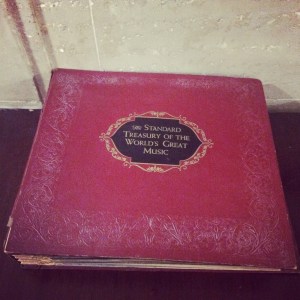 THE STANDARD
TREASURY OF THE
WORLD'S GREAT
MUSIC